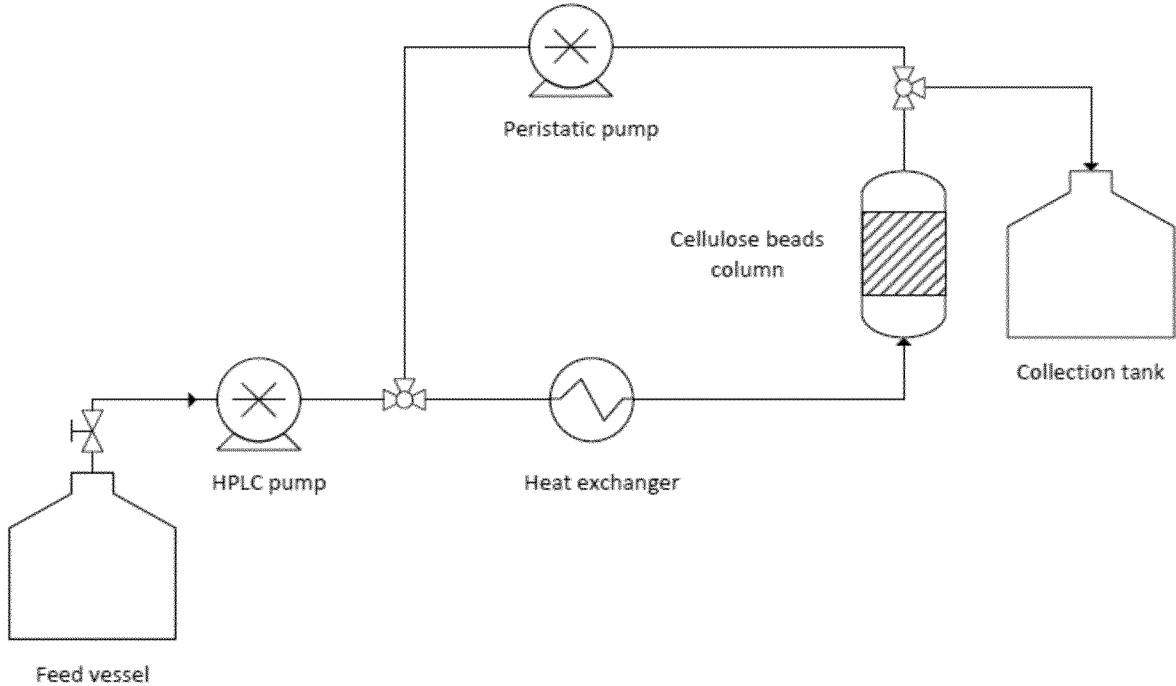 Peristatic pump
Cellulose beads
column
Collection tank
HPLC pump
Heat exchanger
Feed vessel